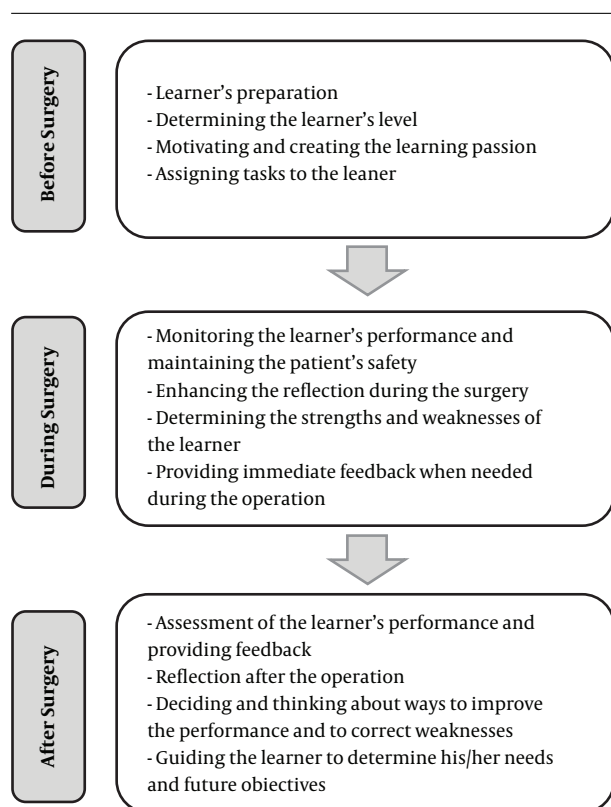 Before Surgery
- Learner's preparation
- Determining the learner's level
- Motivating and creating the learning passion
- Assigning tasks to the leaner
During Surgery
- Monitoring the learner's performance and
maintaining the patient's safety
- Enhancing the reflection during the surgery
- Determining the strengths and weaknesses of
the learner
- Providing immediate feedback when needed
during the operation
After Surgery
- Assessment of the learner's performance and
providing feedback
- Reflection after the operation
- Deciding and thinking about ways to improve
the performance and to correct weaknesses
- Guiding the learner to determine his/her needs
and future objectives